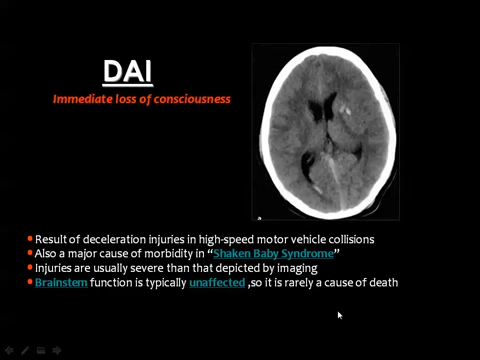 DAI
Immediate loss of consciousness
a
Result of deceleration injuries in high-speed motor vehicle collisions
Also a major cause of morbidity in "Shaken Baby Syndrome"
Injuries are usually severe than that depicted by imaging
Brainstem function is typically unaffected ,so it is rarely a cause of death